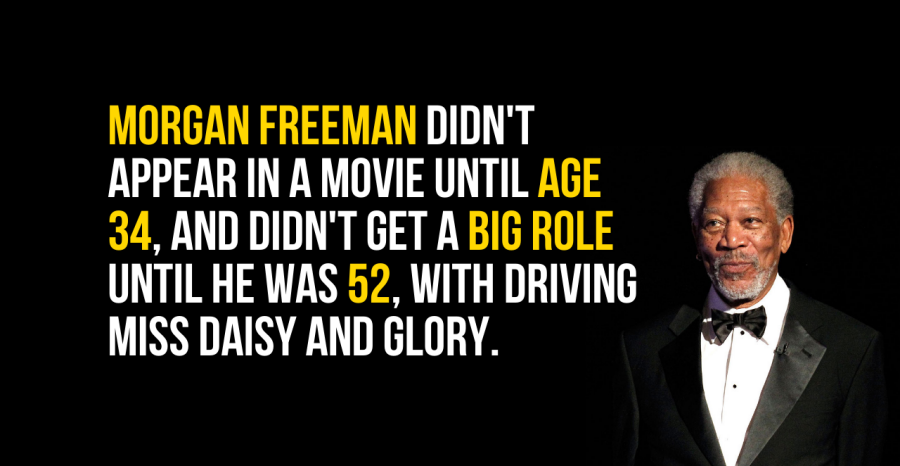 MORGAN FREEMAN DIDN'T
APPEAR IN A MOVIE UNTIL AGE
34, AND DIDN'T GET A BIG ROLE
UNTIL HE WAS 52, WITH DRIVING
MISS DAISY AND GLORY.